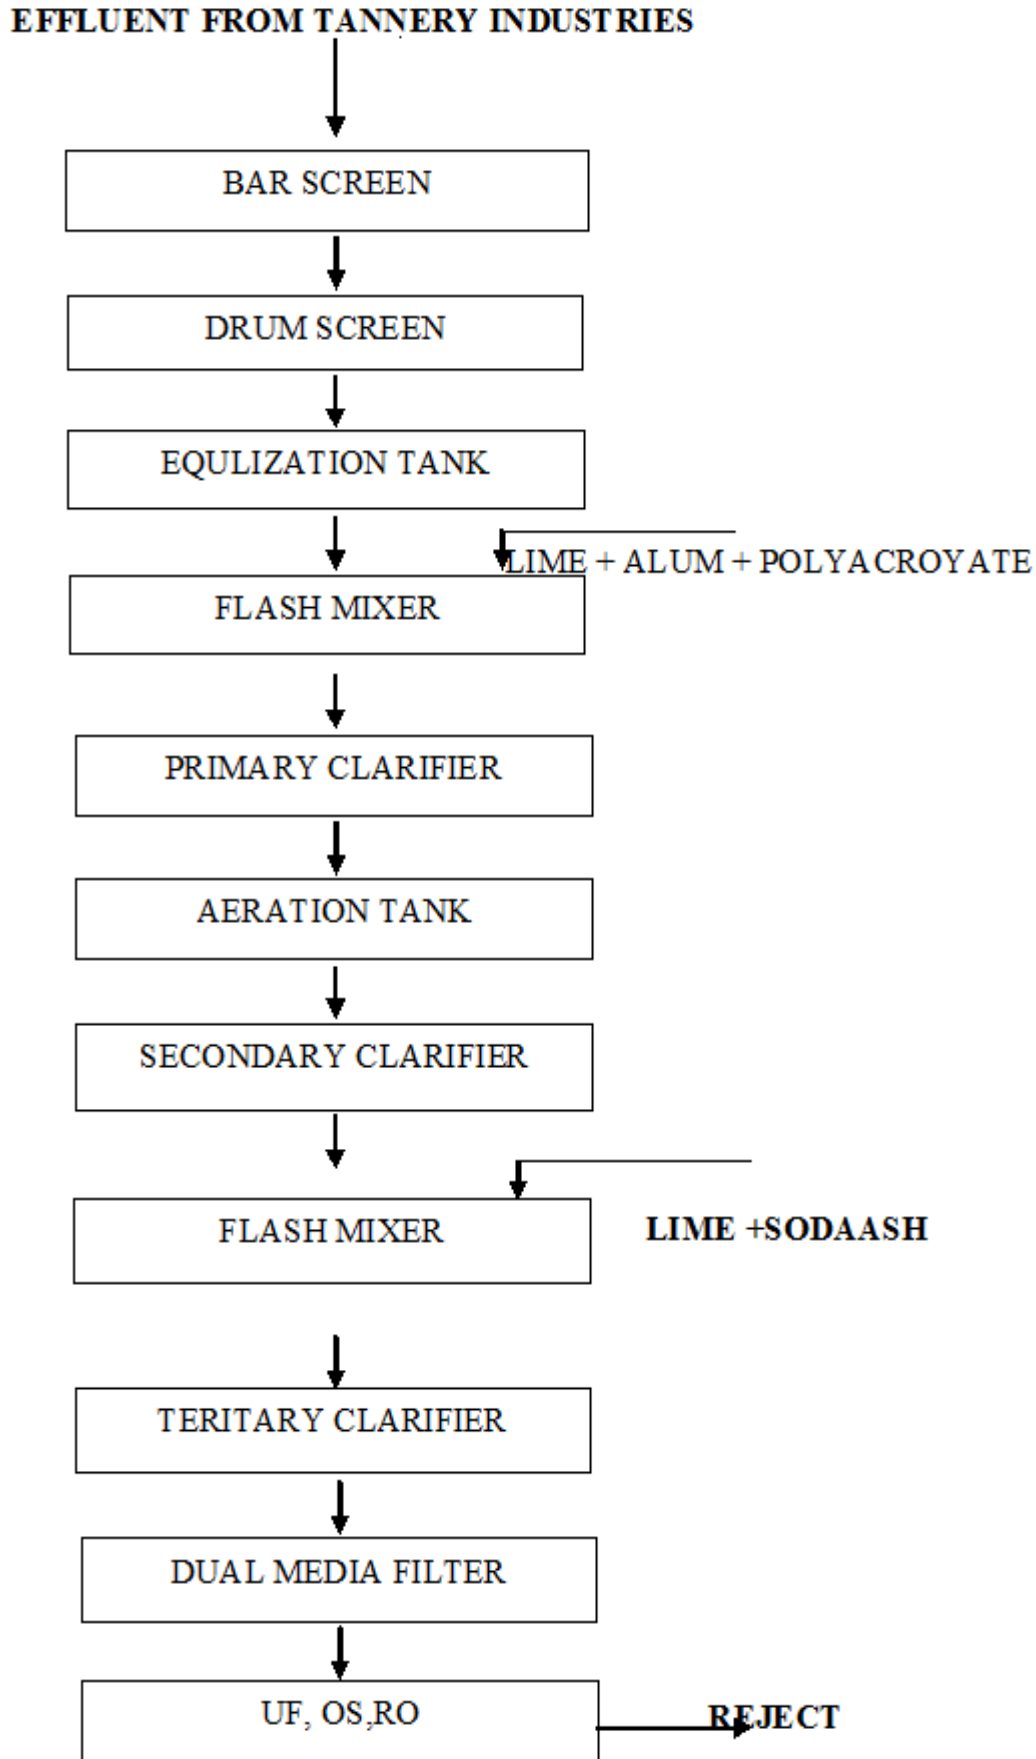 EFFLUENT FROM TANNERY INDUSTRIES
BAR SCREEN
DRUM SCREEN
EQULIZATION TANK
LIME + ALUM + POLYACROYATE
FLASH MIXER
PRIMARY CLARIFIER
AERATION TANK
SECONDARY CLARIFIER
FLASH MIXER
LIME +SODAASH
TERITARY CLARIFIER
DUAL MEDIA FILTER
UF, OS,RO
REJECT